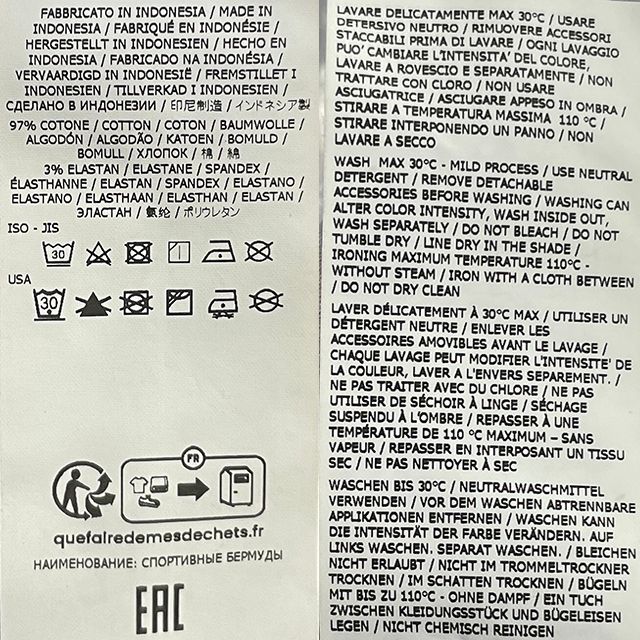 FABBRICATO IN INDONESIA / MADE IN
INDONESIA / FABRIQUÉ EN INDONÉSIE /
HERGESTELLT IN INDONESIEN / HECHO EN
INDONESIA / FABRICADO NA INDONÉSIA /
VERVAARDIGD IN INDONESIË / FREMSTILLET I
INDONESIEN / TILLVERKAD I INDONESIEN /
СДЕЛАНО В ИНДОНЕЗИИ / 印尼制造 / インドネシア製
97% COTONE / COTTON / COTON / BAUMWOLLE /
ALGODÓN / ALGODÃO / KATOEN / BOMULD /
BOMULL / ХЛОПОК / 棉 / 綿
3% ELASTAN / ELASTANE / SPANDEX /
ÉLASTHANNE / ELASTAN / SPANDEX / ELASTANO /
ELASTANO / ELASTHAAN / ELASTHAN / ELASTAN /
ЭЛАСТАН / 氨纶 / ポリウレタン
ISO - JIS
30
USA
30
FR
quefairedemesdechets.fr
НАИМЕНОВАНИЕ: СПОРТИВНЫЕ БЕРМУДЫ
EAC
LAVARE DELICATAMENTE MAX 30°C / USARE
DETERSIVO NEUTRO / RIMUOVERE ACCESSORI
STACCABILI PRIMA DI LAVARE / OGNI LAVAGGIO
PUO' CAMBIARE L'INTENSITA' DEL COLORE,
LAVARE A ROVESCIO E SEPARATAMENTE / NON
TRATTARE CON CLORO / NON USARE
ASCIUGATRICE / ASCIUGARE APPESO IN OMBRA /
STIRARE A TEMPERATURA MASSIMA 110 °C /
STIRARE INTERPONENDO UN PANNO / NON
LAVARE A SECCO
WASH MAX 30°C - MILD PROCESS / USE NEUTRAL
DETERGENT / REMOVE DETACHABLE
ACCESSORIES BEFORE WASHING / WASHING CAN
ALTER COLOR INTENSITY, WASH INSIDE OUT,
WASH SEPARATELY / DO NOT BLEACH / DO NOT
TUMBLE DRY / LINE DRY IN THE SHADE /
IRONING MAXIMUM TEMPERATURE 110°C -
WITHOUT STEAM / IRON WITH A CLOTH BETWEEN
/ DO NOT DRY CLEAN
LAVER DÉLICATEMENT À 30°C MAX / UTILISER UN
DÉTERGENT NEUTRE / ENLEVER LES
ACCESSOIRES AMOVIBLES AVANT LE LAVAGE /
CHAQUE LAVAGE PEUT MODIFIER L'INTENSITE' DE
LA COULEUR, LAVER A L'ENVERS SEPAREMENT. /
NE PAS TRAITER AVEC DU CHLORE / NE PAS
UTILISER DE SÉCHOIR À LINGE / SÉCHAGE
SUSPENDU À L'OMBRE / REPASSER À UNE
TEMPÉRATURE DE 110 °C MAXIMUM – SANS
VAPEUR / REPASSER EN INTERPOSANT UN TISSU
SEC / NE PAS NETTOYER À SEC
WASCHEN BIS 30°C / NEUTRALWASCHMITTEL
VERWENDEN / VOR DEM WASCHEN ABTRENNBARE
APPLIKATIONEN ENTFERNEN / WASCHEN KANN
DIE INTENSITÄT DER FARBE VERÄNDERN. AUF
LINKS WASCHEN. SEPARAT WASCHEN. / BLEICHEN
NICHT ERLAUBT / NICHT IM TROMMELTROCKNER
TROCKNEN / IM SCHATTEN TROCKNEN / BÜGELN
MIT BIS ZU 110°C - OHNE DAMPF / EIN TUCH
ZWISCHEN KLEIDUNGSSTÜCK UND BÜGELEISEN
LEGEN / NICHT CHEMISCH REINIGEN